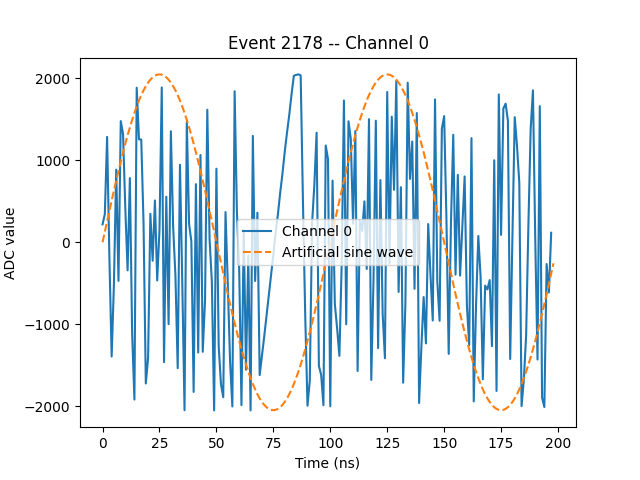 Event 2178 -- Channel 0
ADC value
2000
1000
0
−1000
−2000
Channel 0
Artificial sine wave
0 25 50 75 100 125 150 175 200
Time (ns)